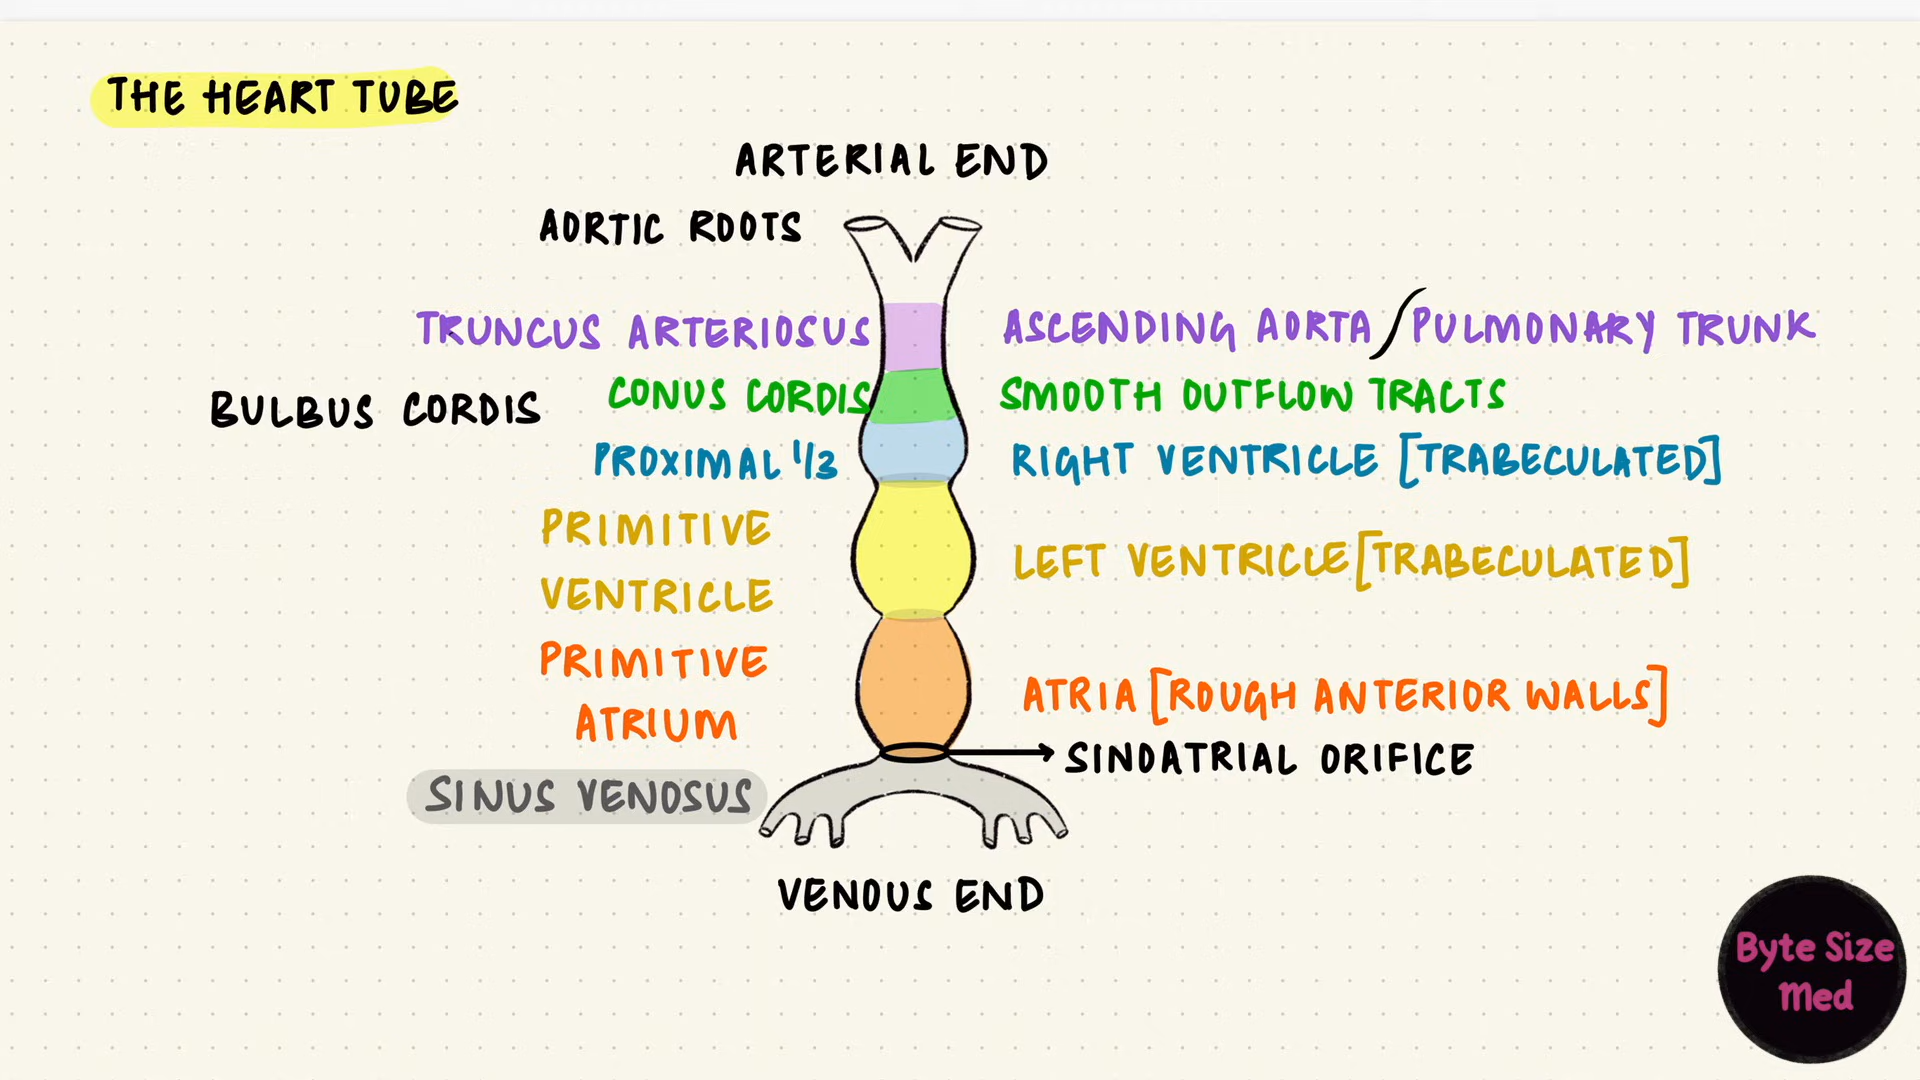 THE HEART TUBE
ARTERIAL END
AORTIC ROOTS
TRUNCUS ARTERIOSUS
ASCENDING AORTA/PULMONARY TRUNK
BULBUS CORDIS
CONUS CORDIS
SMOOTH OUTFLOW TRACTS
PROXIMAL 1/3
RIGHT VENTRICLE [TRABECULATED]
PRIMITIVE
VENTRICLE
LEFT VENTRICLE [TRABECULATED]
PRIMITIVE
ATRIUM
ATRIA [ROUGH ANTERIOR WALLS]
SINOATRIAL ORIFICE
SINUS VENOSUS
VENOUS END
Byte Size
Med